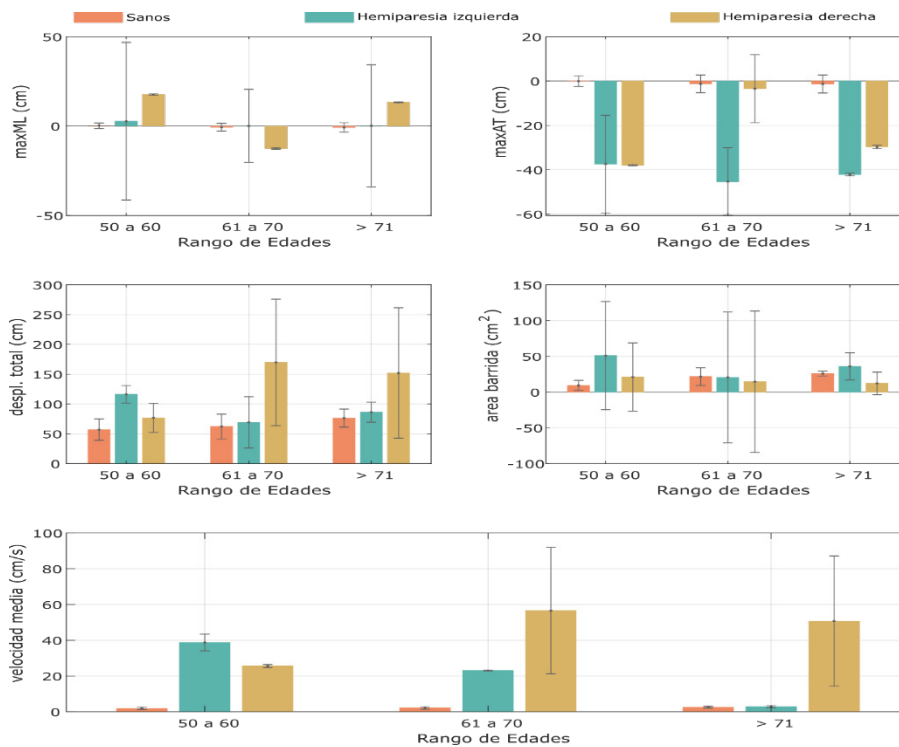 Sanos Hemiparesia izquierda Hemiparesia derecha
50
0
-50
maxML (cm)
50 a 60 61 a 70 > 71
Rango de Edades
20
0
-20
-40
-60
maxAT (cm)
50 a 60 61 a 70 > 71
Rango de Edades
300
250
200
150
100
50
0
despl. total (cm)
50 a 60 61 a 70 > 71
Rango de Edades
150
100
50
0
-50
-100
area barrida (cm²)
50 a 60 61 a 70 > 71
Rango de Edades
100
80
60
40
20
0
velocidad media (cm/s)
50 a 60 61 a 70 > 71
Rango de Edades